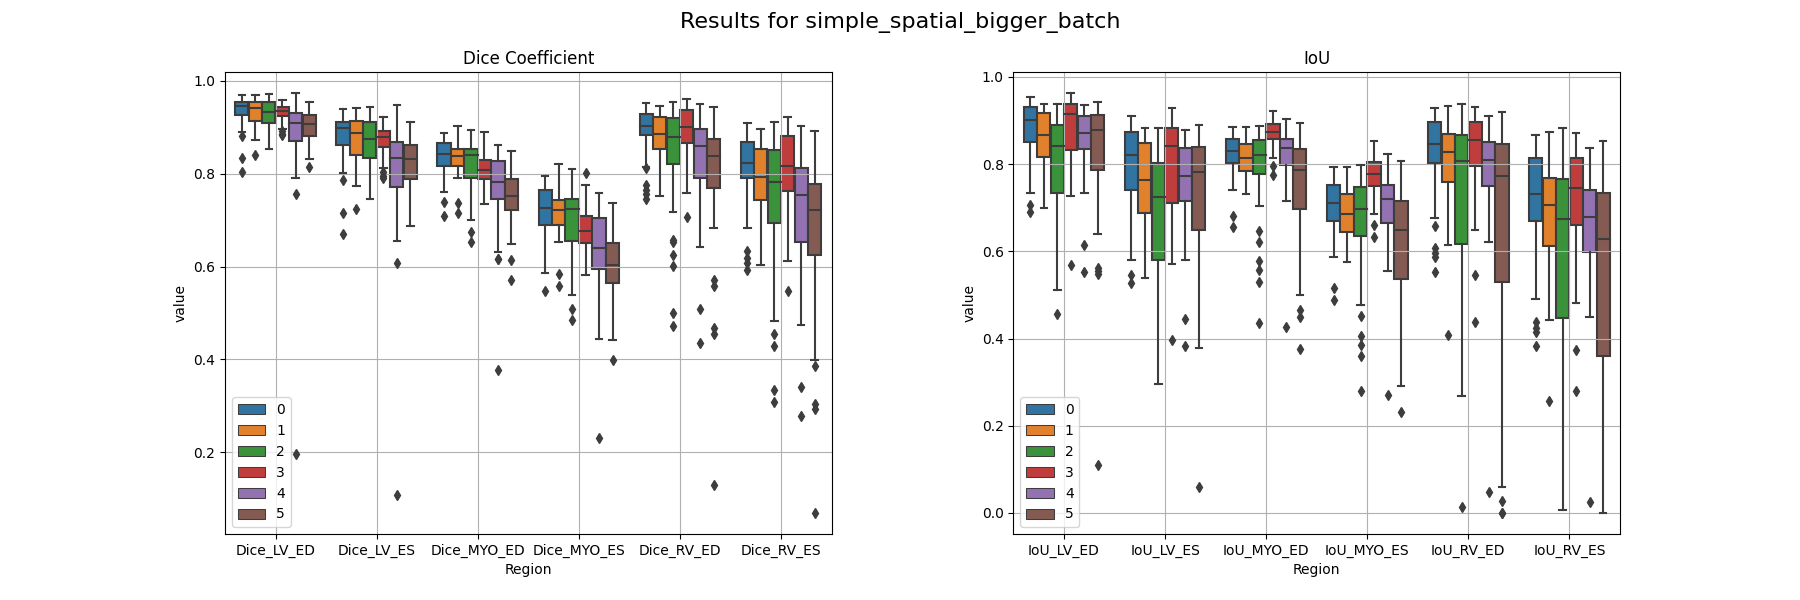 Results for simple_spatial_bigger_batch
Dice Coefficient
value
1.0
0.8
0.6
0.4
0.2
0
1
2
3
4
5
Dice_LV_ED
Dice_LV_ES
Dice_MYO_ED
Dice_MYO_ES
Dice_RV_ED
Dice_RV_ES
Region
IoU
value
1.0
0.8
0.6
0.4
0.2
0.0
0
1
2
3
4
5
IoU_LV_ED
IoU_LV_ES
IoU_MYO_ED
IoU_MYO_ES
IoU_RV_ED
IoU_RV_ES
Region